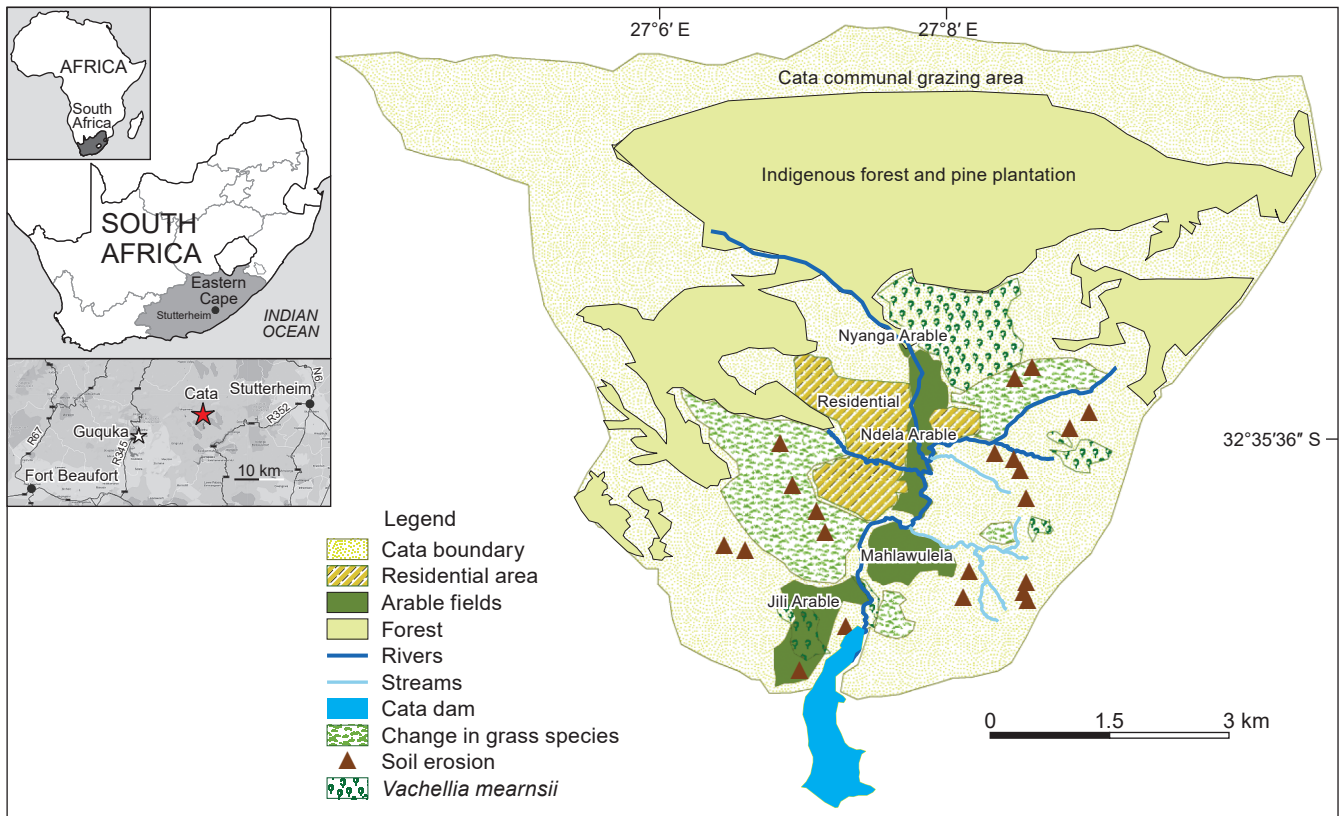 AFRICA
South
Africa
SOUTH
AFRICA
Eastern
Cape
Stutterheim
INDIAN
OCEAN
Cata
Stutterheim
N6
R352
R67
Guquka
R345
Fort Beaufort
10 km
27°6′ E
27°8′ E
Cata communal grazing area
Indigenous forest and pine plantation
Nyanga Arable
Residential
Ndela Arable
32°35′36″ S
Mahlawulela
Jili Arable
Legend
Cata boundary
Residential area
Arable fields
Forest
Rivers
Streams
Cata dam
Change in grass species
Soil erosion
Vachellia mearnsii
0 1.5 3 km